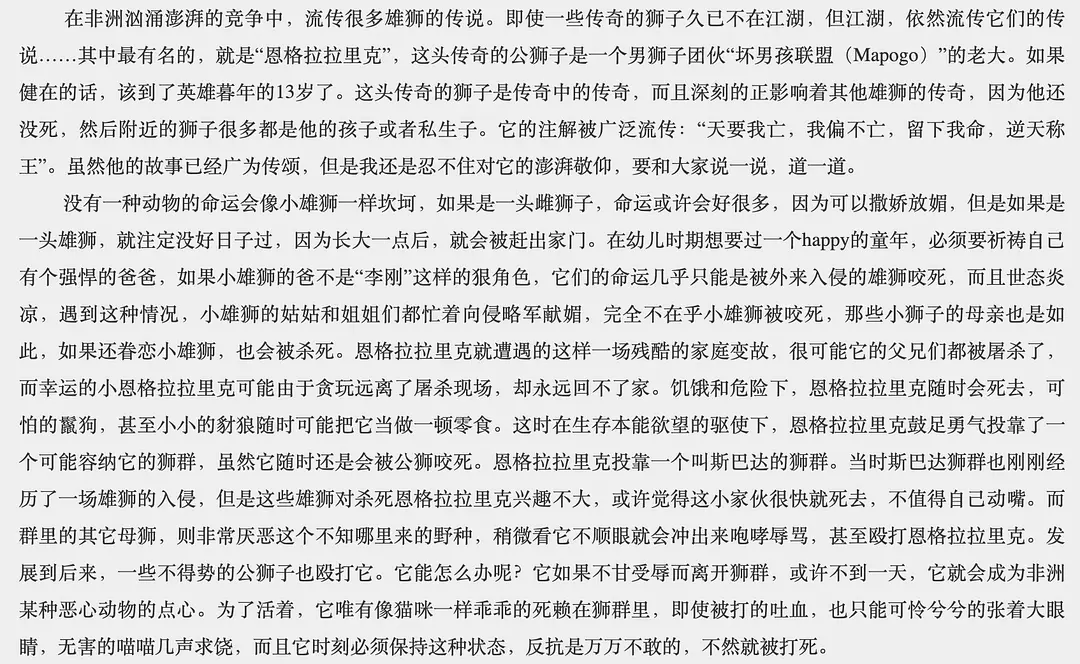 在非洲汹涌澎湃的竞争中，流传很多雄狮的传说。即使一些传奇的狮子久已不在江湖，但江湖，依然流传它们的传
说……其中最有名的，就是“恩格拉拉里克”，这头传奇的公狮子是一个男狮子团伙“坏男孩联盟（Mapogo）”的老大。如果
健在的话，该到了英雄暮年的13岁了。这头传奇的狮子是传奇中的传奇，而且深刻的正影响着其他雄狮的传奇，因为他还
没死，然后附近的狮子很多都是他的孩子或者私生子。它的注解被广泛流传：“天要我亡，我偏不亡，留下我命，逆天称
王”。虽然他的故事已经广为传颂，但是我还是忍不住对它的澎湃敬仰，要和大家说一说，道一道。
没有一种动物的命运会像小雄狮一样坎坷，如果是一头雌狮子，命运或许会好很多，因为可以撒娇放媚，但是如果是
一头雄狮，就注定没好日子过，因为长大一点后，就会被赶出家门。在幼儿时期想要过一个happy的童年，必须要祈祷自己
有个强悍的爸爸，如果小雄狮的爸不是“李刚”这样的狠角色，它们的命运几乎只能是被外来入侵的雄狮咬死，而且世态炎
凉，遇到这种情况，小雄狮的姑姑和姐姐们都忙着向侵略军献媚，完全不在乎小雄狮被咬死，那些小狮子的母亲也是如
此，如果还眷恋小雄狮，也会被杀死。恩格拉拉里克就遭遇的这样一场残酷的家庭变故，很可能它的父兄们都被屠杀了，
而幸运的小恩格拉拉里克可能由于贪玩远离了屠杀现场，却永远回不了家。饥饿和危险下，恩格拉拉里克随时会死去，可
怕的鬣狗，甚至小小的豺狼随时可能把它当做一顿零食。这时在生存本能欲望的驱使下，恩格拉拉里克鼓足勇气投靠了一
个可能容纳它的狮群，虽然它随时还是会被公狮咬死。恩格拉拉里克投靠一个叫斯巴达的狮群。当时斯巴达狮群也刚刚经
历了一场雄狮的入侵，但是这些雄狮对杀死恩格拉拉里克兴趣不大，或许觉得这小家伙很快就死去，不值得自己动嘴。而
群里的其它母狮，则非常厌恶这个不知哪里来的野种，稍微看它不顺眼就会冲出来咆哮辱骂，甚至殴打恩格拉拉里克。发
展到后来，一些不得势的公狮子也殴打它。它能怎么办呢？它如果不甘受辱而离开狮群，或许不到一天，它就会成为非洲
某种恶心动物的点心。为了活着，它唯有像猫咪一样乖乖的死赖在狮群里，即使被打的吐血，也只能可怜兮兮的张着大眼
睛，无害的喵喵几声求饶，而且它时刻必须保持这种状态，反抗是万万不敢的，不然就被打死。